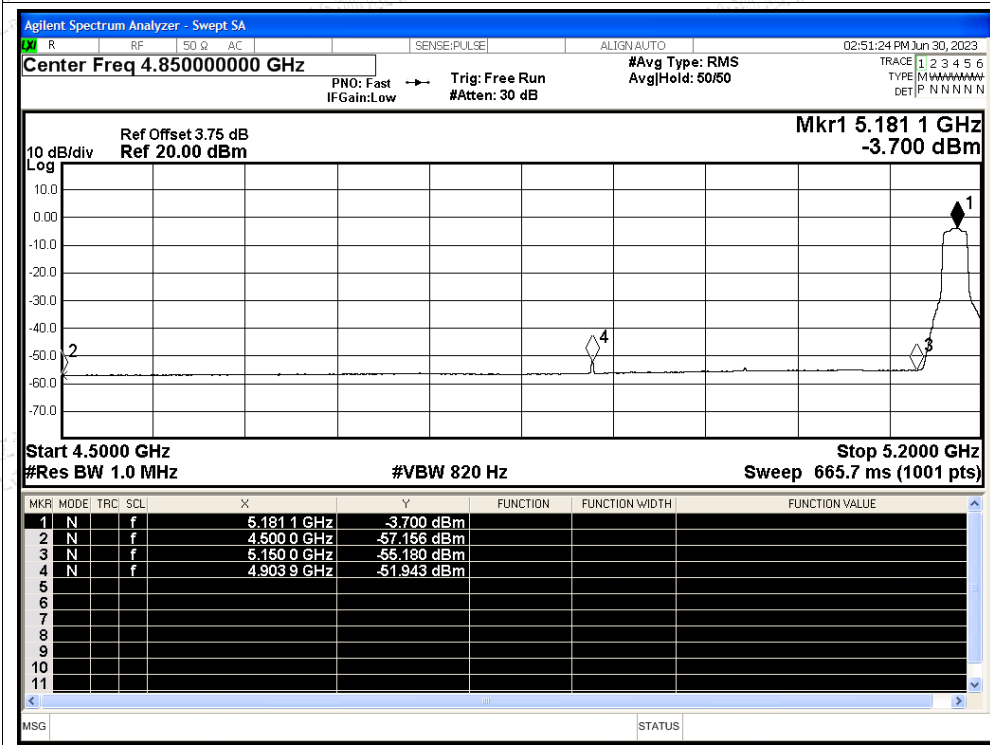 Agilent Spectrum Analyzer - Swept SA
LXI R RF 50 Ω AC SENSE:PULSE ALIGN AUTO 02:51:24 PM Jun 30, 2023
Center Freq 4.850000000 GHz #Avg Type: RMS TRACE 1 2 3 4 5 6
PNO: Fast Trig: Free Run Avg|Hold: 50/50 TYPE M
IFGain:Low #Atten: 30 dB DET P N N N N N
Mkr1 5.181 1 GHz
Ref Offset 3.75 dB
10 dB/div Ref 20.00 dBm -3.700 dBm
Log
10.0
1
0.00
-10.0
-20.0
-30.0
-40.0
4
3
-50.0
2
-60.0
-70.0
Start 4.5000 GHz Stop 5.2000 GHz
#Res BW 1.0 MHz #VBW 820 Hz Sweep 665.7 ms (1001 pts)
MKR MODE TRC SCL X Y FUNCTION FUNCTION WIDTH FUNCTION VALUE
1 N f 5.181 1 GHz -3.700 dBm
2 N f 4.500 0 GHz -57.156 dBm
3 N f 5.150 0 GHz -55.180 dBm
4 N f 4.903 9 GHz -51.943 dBm
5
6
7
8
9
10
11
MSG STATUS